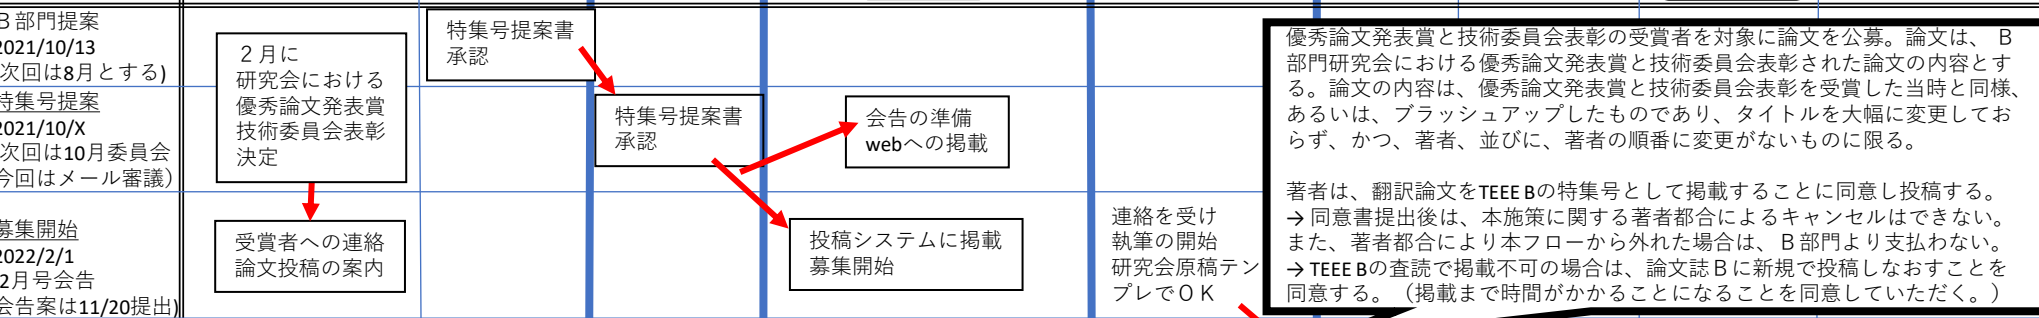 B部門提案
2021/10/13
(次回は8月とする)
特集号提案
2021/10/X
(次回は10月委員会
今回はメール審議）
募集開始
2022/2/1
2月号会告
会告案は11/20提出)
２月に
研究会における
優秀論文発表賞
技術委員会表彰
決定
受賞者への連絡
論文投稿の案内
特集号提案書
承認
特集号提案書
承認
会告の準備
webへの掲載
投稿システムに掲載
募集開始
連絡を受け
執筆の開始
研究会原稿テン
プレでＯＫ
優秀論文発表賞と技術委員会表彰の受賞者を対象に論文を公募。論文は、Ｂ
部門研究会における優秀論文発表賞と技術委員会表彰された論文の内容とす
る。論文の内容は、優秀論文発表賞と技術委員会表彰を受賞した当時と同様、
あるいは、ブラッシュアップしたものであり、タイトルを大幅に変更してお
らず、かつ、著者、並びに、著者の順番に変更がないものに限る。
著者は、翻訳論文をTEEE Bの特集号として掲載することに同意し投稿する。
→ 同意書提出後は、本施策に関する著者都合によるキャンセルはできない。
また、著者都合により本フローから外れた場合は、Ｂ部門より支払わない。
→ TEEE Bの査読で掲載不可の場合は、論文誌Ｂに新規で投稿しなおすことを
同意する。（掲載まで時間がかかることになることを同意していただく。）